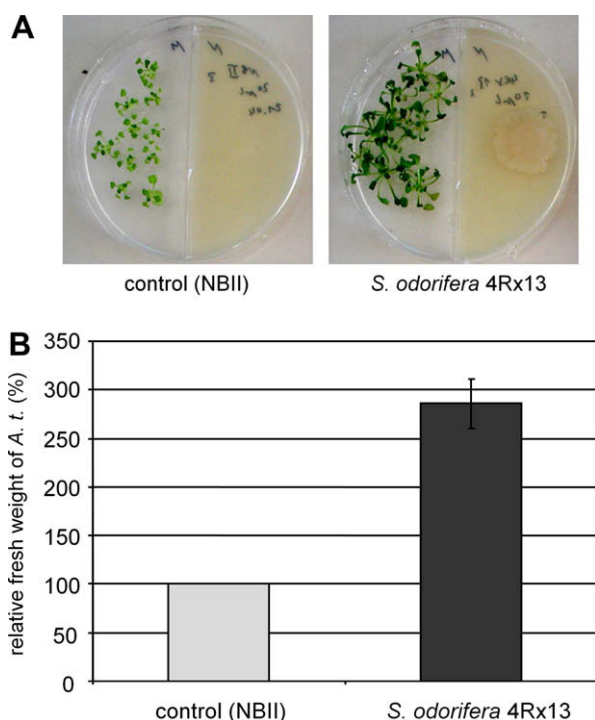 A
control (NBII)
S. odorifera 4Rx13
B
relative fresh weight of A. t. (%)
350
300
250
200
150
100
50
0
control (NBII)
S. odorifera 4Rx13